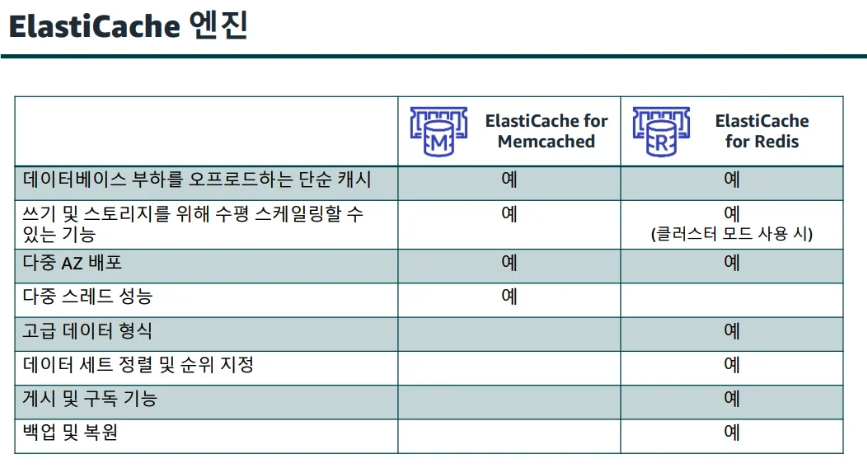 ElastiCache 엔진
ElastiCache for
Memcached
ElastiCache
for Redis
M
R
데이터베이스 부하를 오프로드하는 단순 캐시 예 예
쓰기 및 스토리지를 위해 수평 스케일링할 수
있는 기능
예
예
(클러스터 모드 사용 시)
다중 AZ 배포 예 예
다중 스레드 성능 예
고급 데이터 형식 예
데이터 세트 정렬 및 순위 지정 예
게시 및 구독 기능 예
백업 및 복원 예